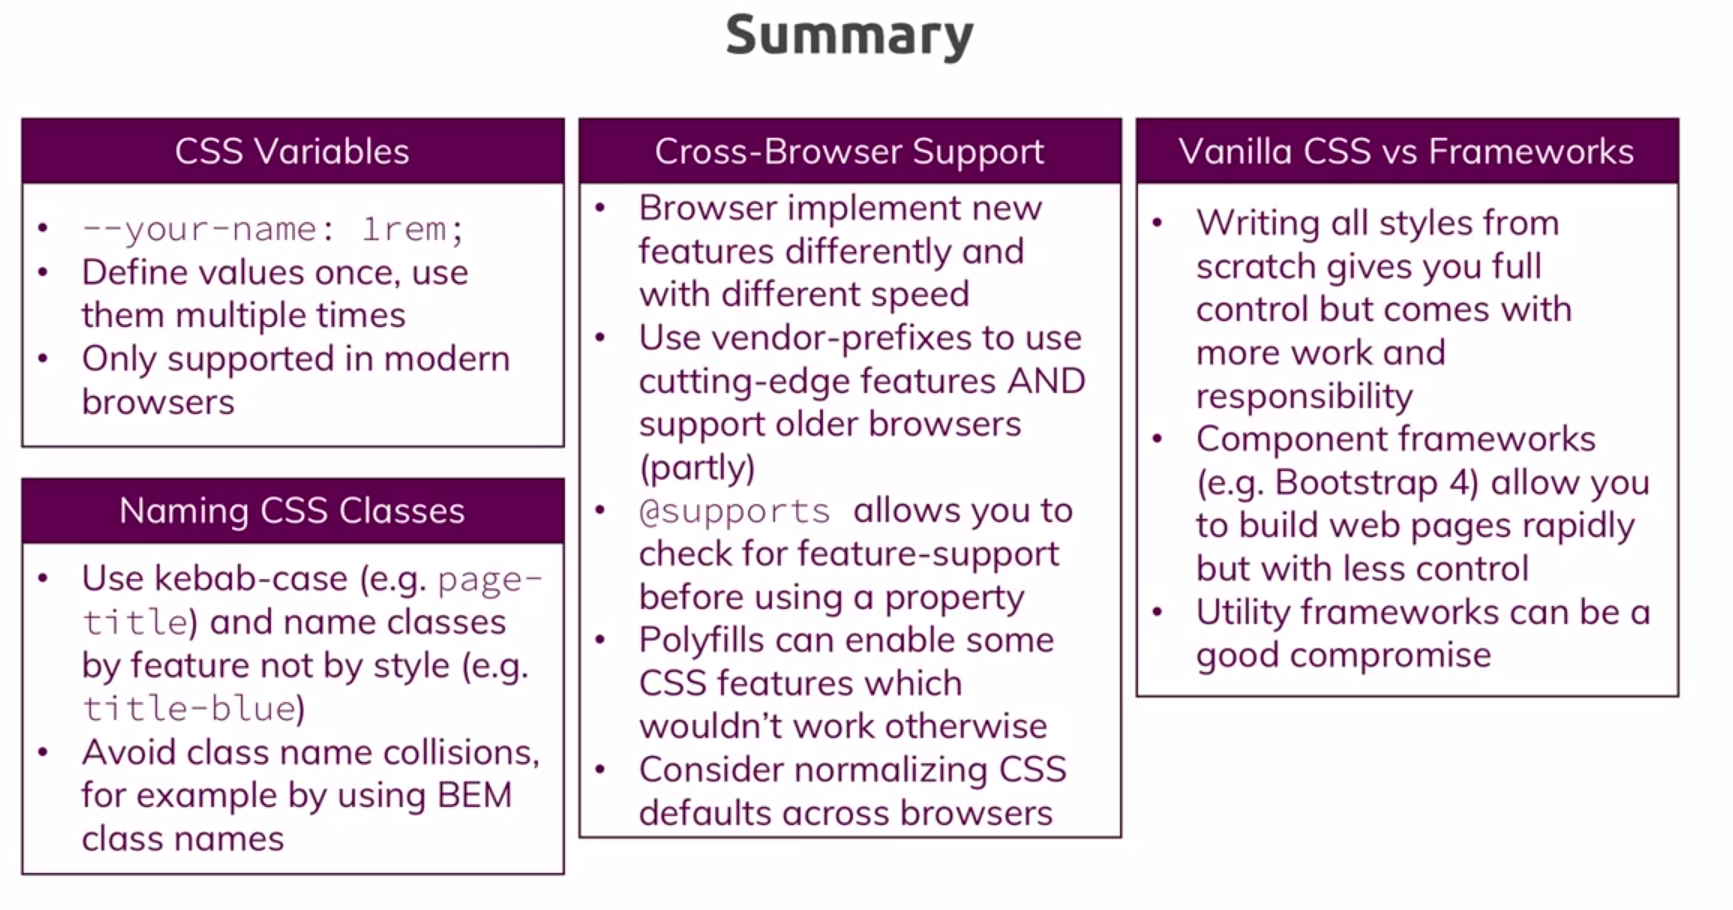 Summary
CSS Variables
• --your-name: 1rem;
• Define values once, use
them multiple times
• Only supported in modern
browsers
Naming CSS Classes
• Use kebab-case (e.g. page-
title) and name classes
by feature not by style (e.g.
title-blue)
• Avoid class name collisions,
for example by using BEM
class names
Cross-Browser Support
• Browser implement new
features differently and
with different speed
• Use vendor-prefixes to use
cutting-edge features AND
support older browsers
(partly)
• @supports allows you to
check for feature-support
before using a property
• Polyfills can enable some
CSS features which
wouldn't work otherwise
• Consider normalizing CSS
defaults across browsers
Vanilla CSS vs Frameworks
• Writing all styles from
scratch gives you full
control but comes with
more work and
responsibility
• Component frameworks
(e.g. Bootstrap 4) allow you
to build web pages rapidly
but with less control
• Utility frameworks can be a
good compromise